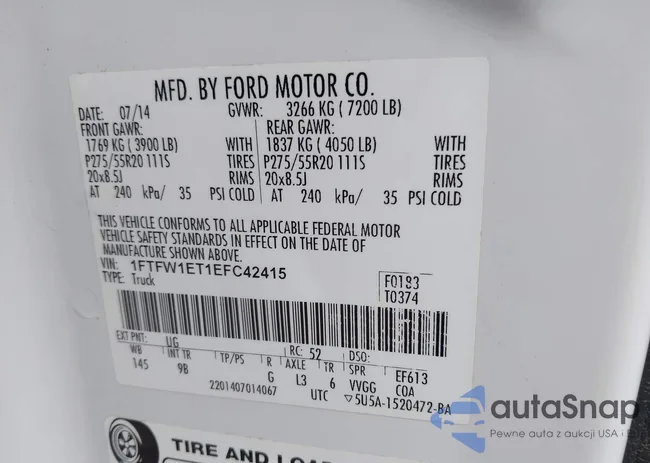 MFD. BY FORD MOTOR CO.
DATE: 07/14 GVWR: 3266 KG ( 7200 LB)
FRONT GAWR: REAR GAWR:
1769 KG ( 3900 LB) WITH 1837 KG ( 4050 LB) WITH
P275/55R20 111S TIRES P275/55R20 111S TIRES
20x8.5J RIMS 20x8.5J RIMS
AT 240 kPa/ 35 PSI COLD AT 240 kPa/ 35 PSI COLD
THIS VEHICLE CONFORMS TO ALL APPLICABLE FEDERAL MOTOR
VEHICLE SAFETY STANDARDS IN EFFECT ON THE DATE OF
MANUFACTURE SHOWN ABOVE.
VIN: 1FTFW1ET1EFC42415 F0183
TYPE: Truck T0374
EXT PNT: UG RC: 52 DSO:
WB INT TR TP/PS R AXLE TR SPR EF613
145 9B G L3 6 VVGG COA
2201407014067 UTC ▽5U5A-1520472-BA
TIRE AND
autoSnap
Pewne auta z aukcji USA